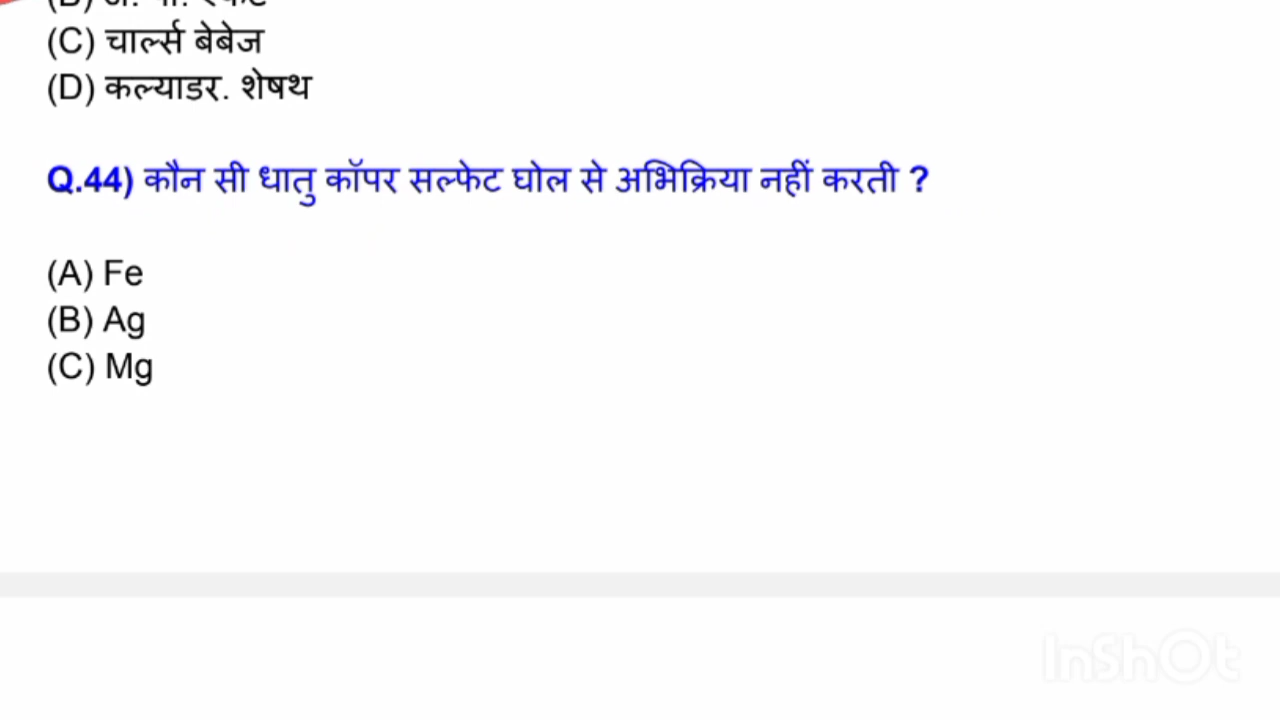 (C) चार्ल्स बेबेज
(D) कल्याडर. शेषथ
Q.44) कौन सी धातु कॉपर सल्फेट घोल से अभिक्रिया नहीं करती ?
(A) Fe
(B) Ag
(C) Mg
InShOt